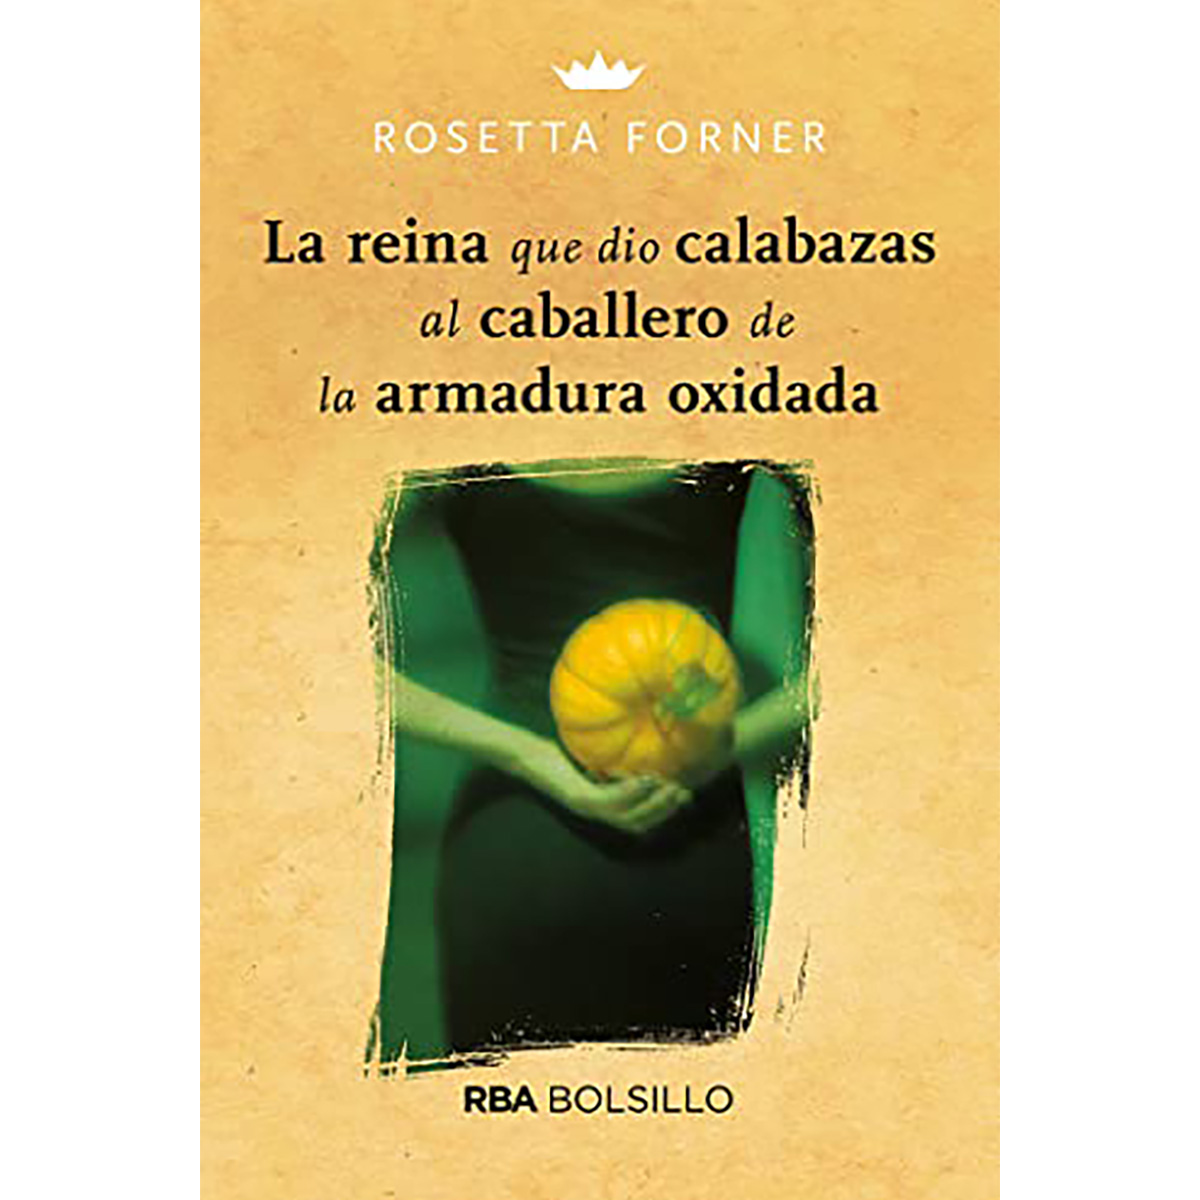 ROSETTA FORNER
La reina que dio calabazas
al caballero de
la armadura oxidada
RBA BOLSILLO